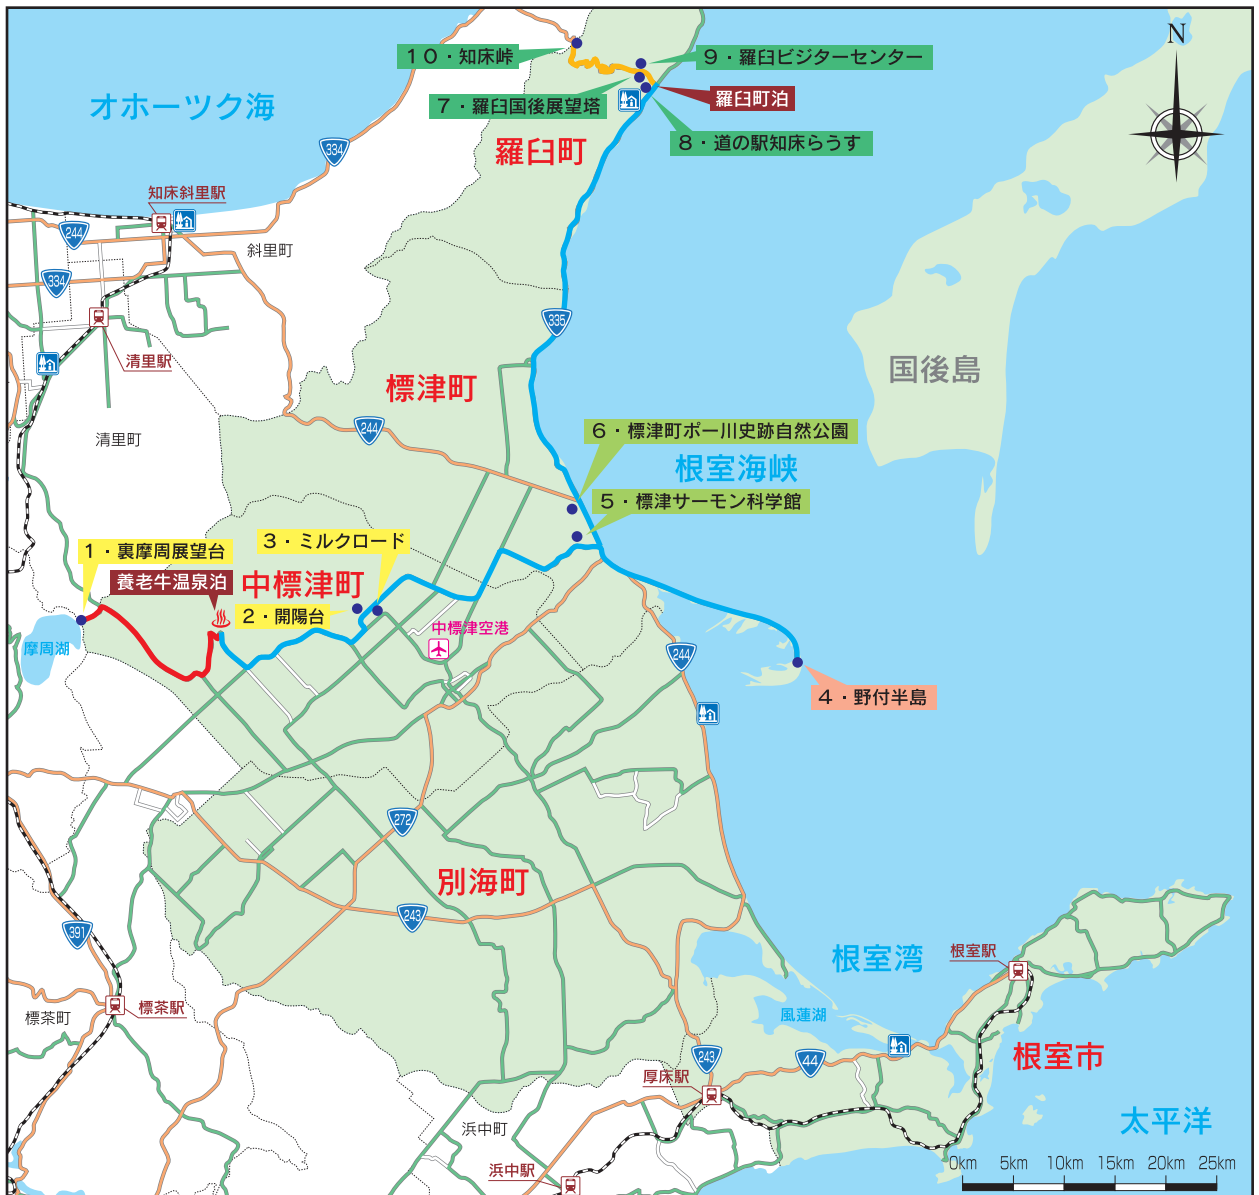 10・知床峠
9・羅臼ビジターセンター
N
オホーツク海
7・羅臼国後展望塔
羅臼町泊
羅臼町
8・道の駅知床らうす
334
知床斜里駅
244
斜里町
334
335
清里駅
国後島
標津町
244
清里町
6・標津町ポー川史跡自然公園
根室海峡
5・標津サーモン科学館
1・裏摩周展望台
3・ミルクロード
養老牛温泉泊
中標津町
2・開陽台
中標津空港
摩周湖
244
4・野付半島
272
別海町
243
391
根室湾
根室駅
標茶駅
標茶町
風蓮湖
243
44
根室市
厚床駅
浜中町
太平洋
浜中駅
0km 5km 10km 15km 20km 25km